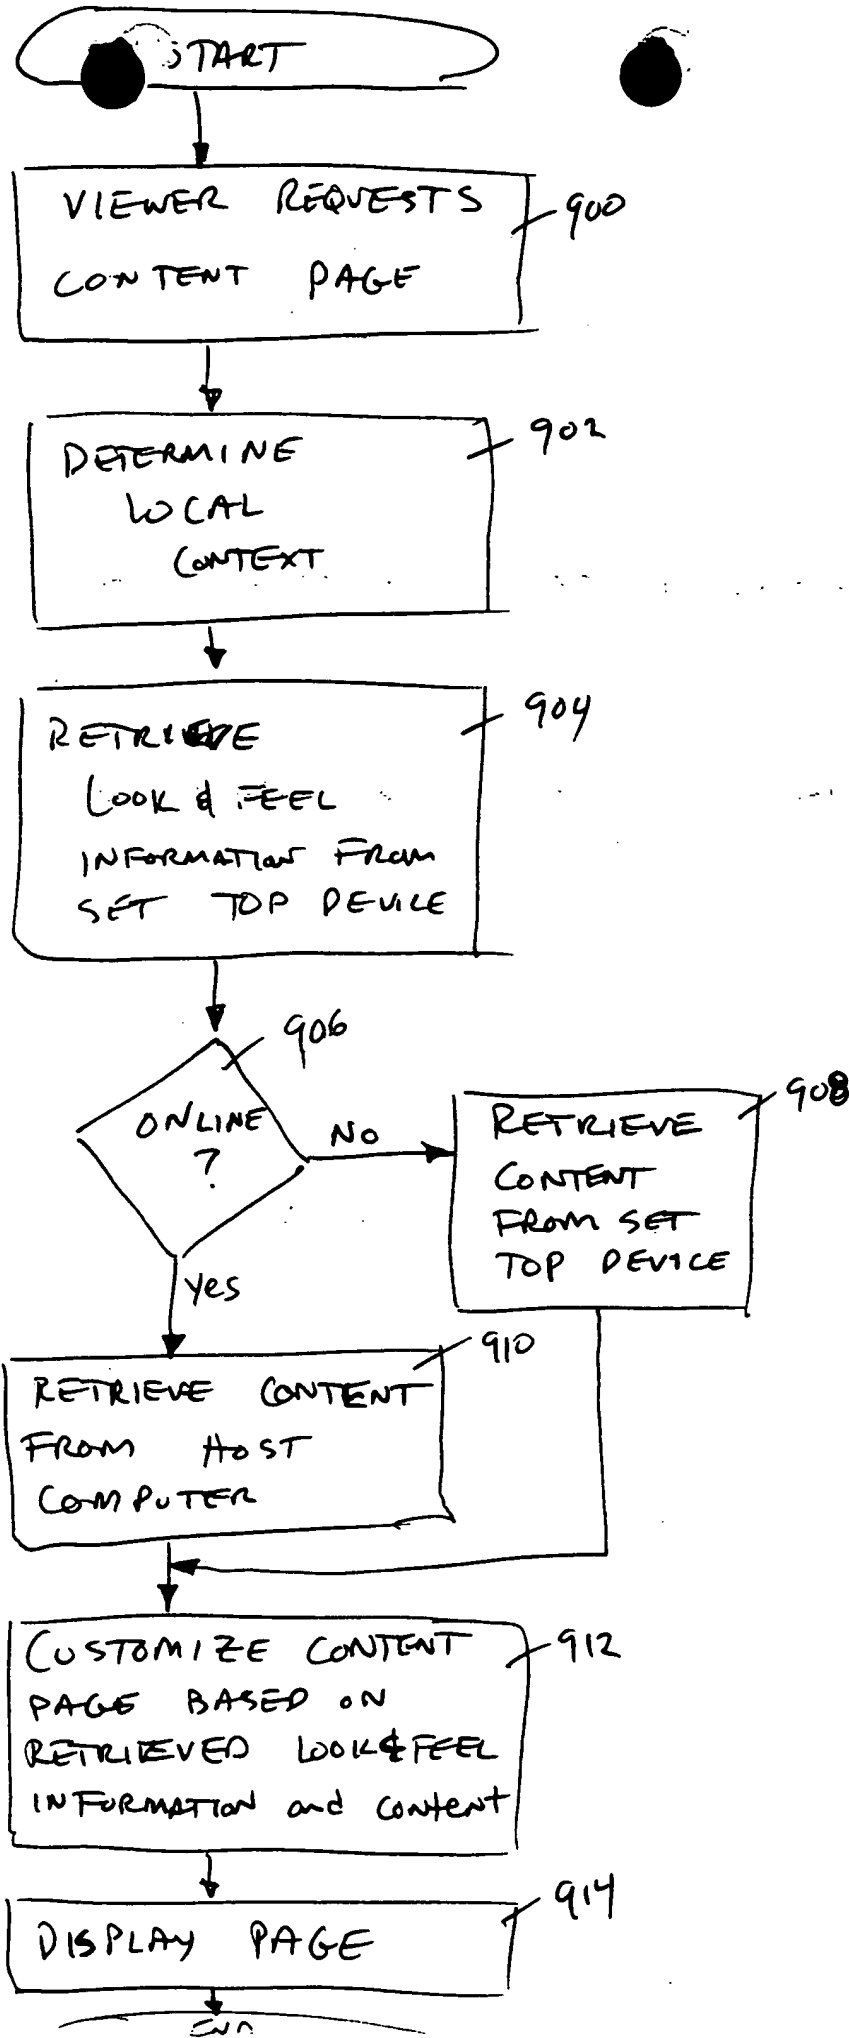 START
VIEWER REQUESTS
CONTENT PAGE
900
DETERMINE
LOCAL
CONTEXT
902
RETRIEVE
LOOK & FEEL
INFORMATION FROM
SET TOP DEVICE
904
906
ONLINE
?
NO
Yes
RETRIEVE
CONTENT
FROM SET
TOP DEVICE
908
RETRIEVE CONTENT
FROM HOST
COMPUTER
910
CUSTOMIZE CONTENT
PAGE BASED ON
RETRIEVED LOOK & FEEL
INFORMATION and content
912
DISPLAY PAGE
914
END